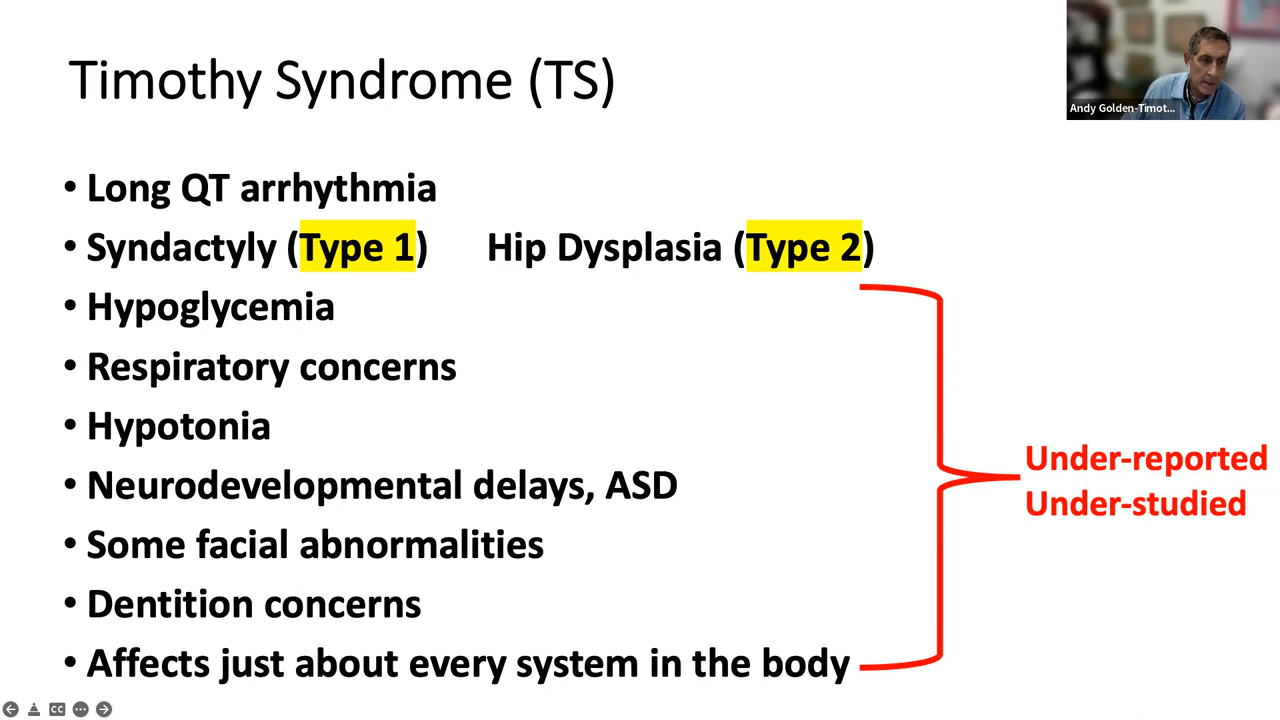 Timothy Syndrome (TS)
Andy Golden-Timot...
• Long QT arrhythmia
• Syndactyly (Type 1) Hip Dysplasia (Type 2)
• Hypoglycemia
• Respiratory concerns
• Hypotonia
• Neurodevelopmental delays, ASD
• Some facial abnormalities
• Dentition concerns
• Affects just about every system in the body
Under-reported
Under-studied
CC